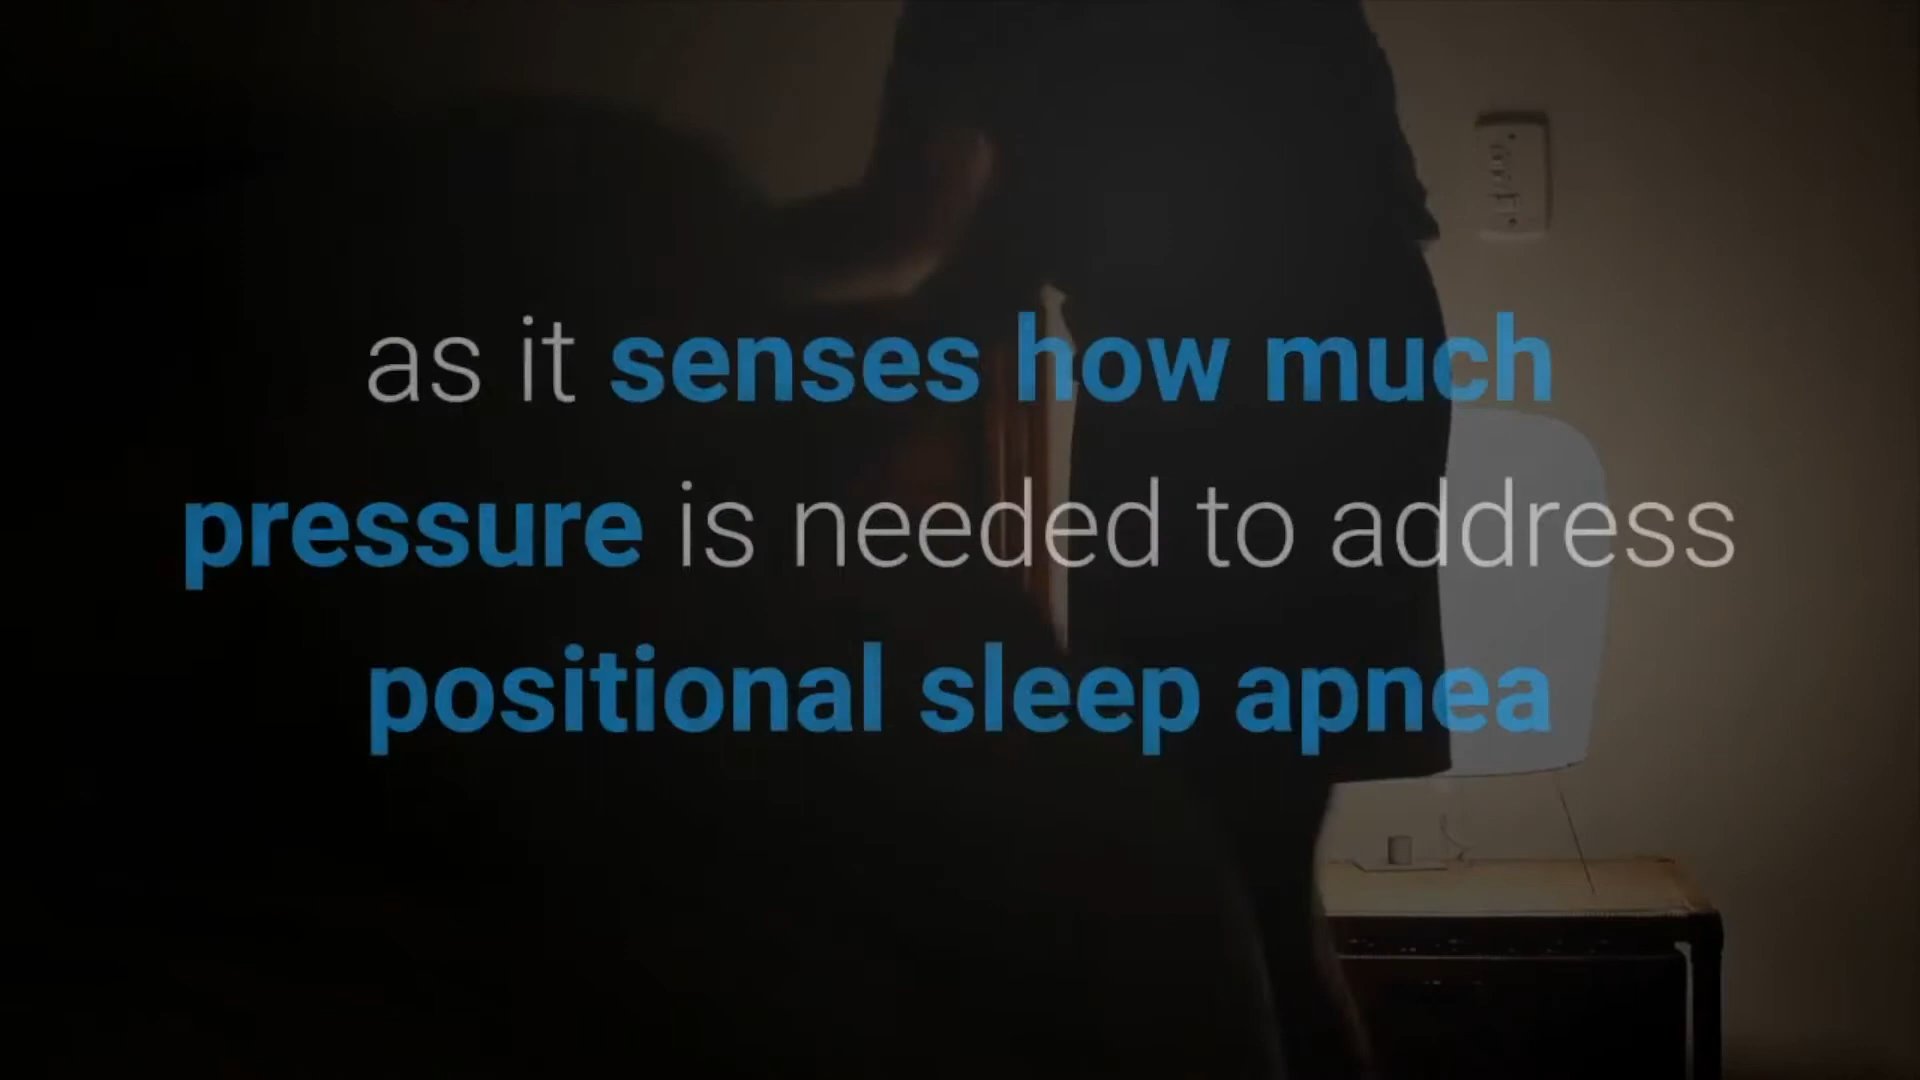 as it senses how much
pressure is needed to address
positional sleep apnea